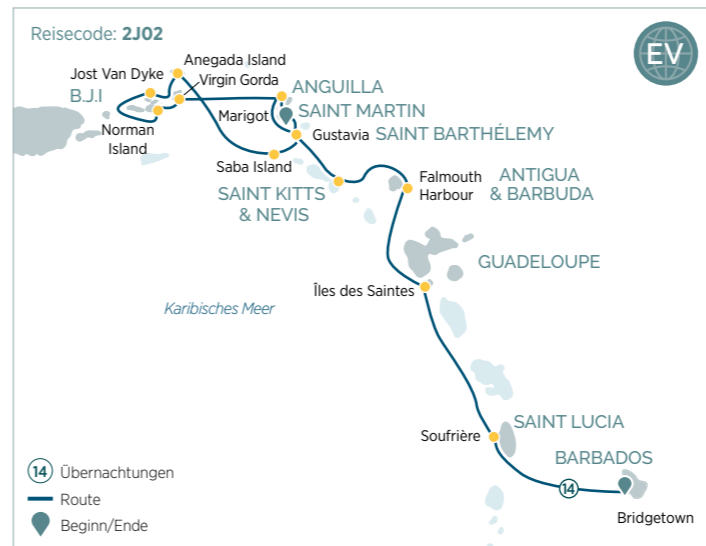 Reisecode: 2J02
EV
Anegada Island
Jost Van Dyke
Virgin Gorda
B.J.I
ANGUILLA
Marigot
SAINT MARTIN
Norman
Island
Gustavia
SAINT BARTHÉLEMY
Saba Island
SAINT KITTS
& NEVIS
Falmouth
Harbour
ANTIGUA
& BARBUDA
GUADELOUPE
Îles des Saintes
Karibisches Meer
SAINT LUCIA
Soufrière
BARBADOS
14
Bridgetown
14 Übernachtungen
Route
Beginn/Ende